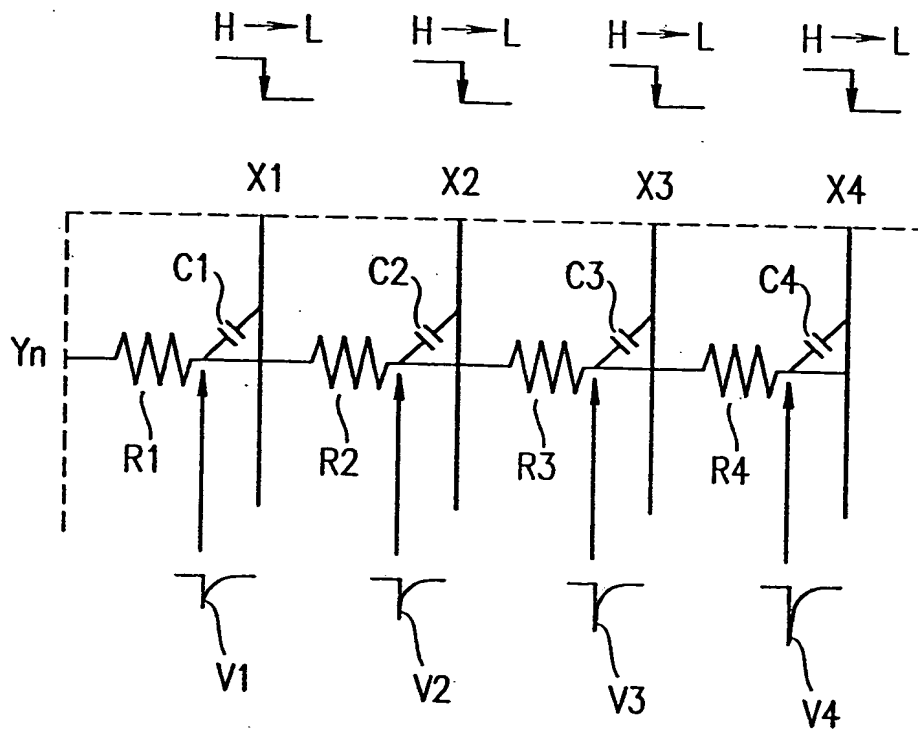 H → L H → L H → L H → L
X1 X2 X3 X4
C1 C2 C3 C4
Yn
R1 R2 R3 R4
V1 V2 V3 V4